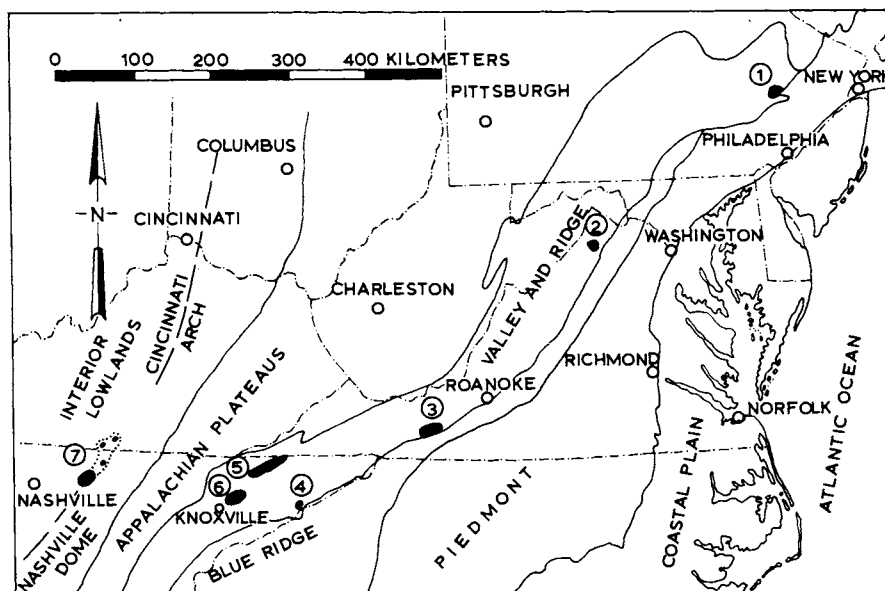 0 100 200 300 400 KILOMETERS
1
NEW YORK
PITTSBURGH
PHILADELPHIA
COLUMBUS
-N-
CINCINNATI
2
WASHINGTON
CHARLESTON
VALLEY AND RIDGE
CINCINNATI
ARCH
INTERIOR
LOWLANDS
RICHMOND
ROANOKE
NORFOLK
3
ATLANTIC OCEAN
APPALACHIAN PLATEAUS
7
5
6
4
NASHVILLE
KNOXVILLE
NASHVILLE
DOME
BLUE RIDGE
PIEDMONT
COASTAL PLAIN